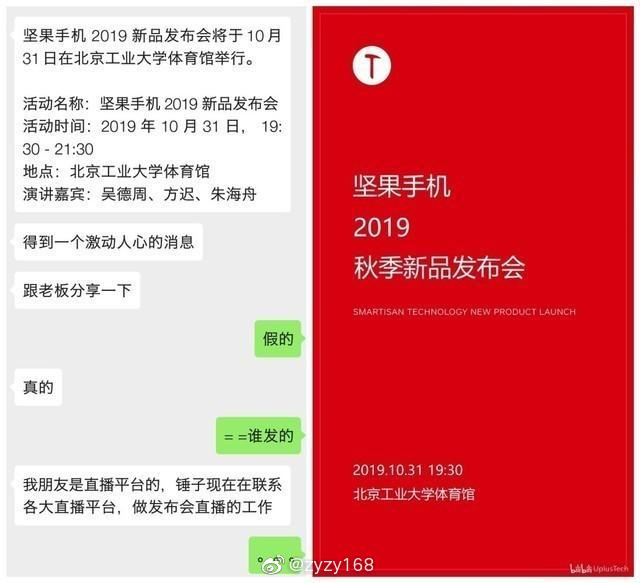 坚果手机 2019 新品发布会将于 10 月
31 日在北京工业大学体育馆举行。
活动名称：坚果手机 2019 新品发布会
活动时间：2019 年 10 月 31 日， 19:
30 - 21:30
地点：北京工业大学体育馆
演讲嘉宾：吴德周、方迟、朱海舟
得到一个激动人心的消息
跟老板分享一下
假的
真的
= =谁发的
我朋友是直播平台的，锤子现在在联系
各大直播平台，做发布会直播的工作
。。。
T
坚果手机
2019
秋季新品发布会
SMARTISAN TECHNOLOGY NEW PRODUCT LAUNCH
2019.10.31 19:30
北京工业大学体育馆
@zyzy168
bilibili UplusTech